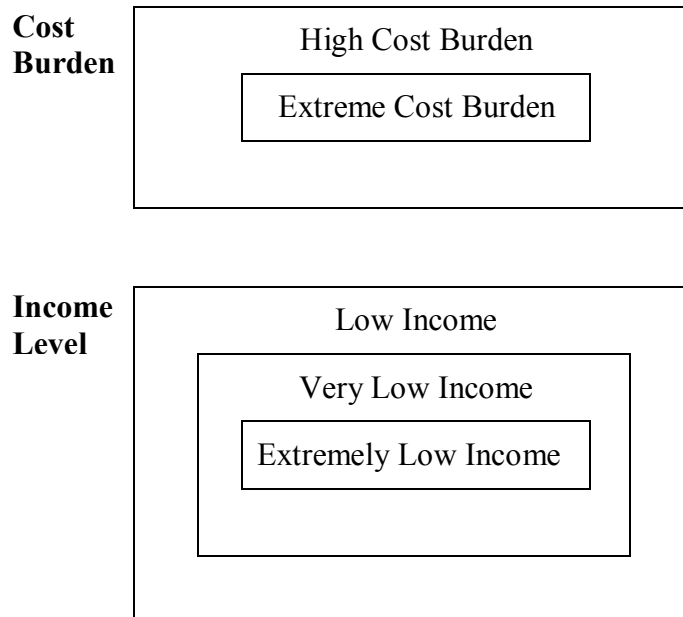 Cost
Burden
High Cost Burden
Extreme Cost Burden
Income
Level
Low Income
Very Low Income
Extremely Low Income